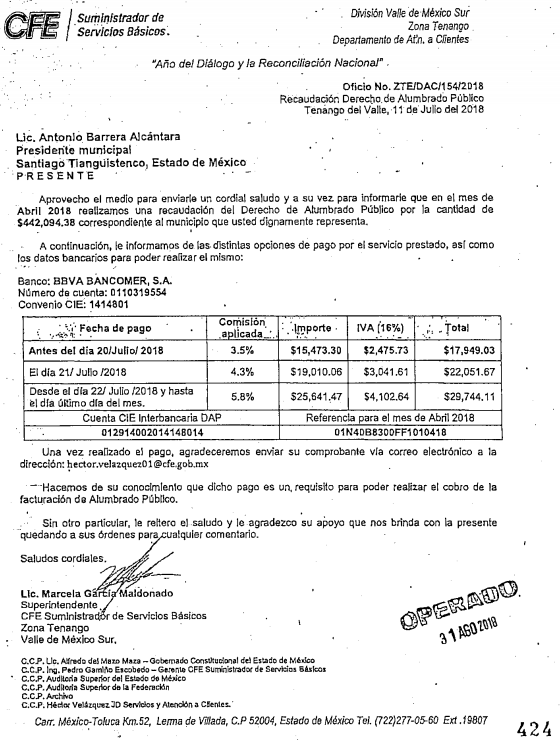 CFE
Suministrador de
Servicios Básicos.
División Valle de México Sur
Zona Tenango
Departamento de Atn. a Clientes
"Año del Diálogo y la Reconciliación Nacional"
Oficio No. ZTE/DAC/154/2018
Recaudación Derecho de Alumbrado Público
Tenango del Valle, 11 de Julio del 2018
Lic. Antonio Barrera Alcántara
Presidente municipal
Santiago Tianguistenco, Estado de México
P R E S E N T E
Aprovecho el medio para enviarle un cordial saludo y a su vez para informarle que en el mes de
Abril 2018 realizamos una recaudación del Derecho de Alumbrado Público por la cantidad de
$442,094.38 correspondiente al municipio que usted dignamente representa.
A continuación, le informamos de las distintas opciones de pago por el servicio prestado, así como
los datos bancarios para poder realizar el mismo:
Banco: BBVA BANCOMER, S.A.
Número de cuenta: 0110319554
Convenio CIE: 1414801
Fecha de pago Comisión aplicada Importe IVA (16%) Total
Antes del día 20/Julio/ 2018 3.5% $15,473.30 $2,475.73 $17,949.03
El día 21/ Julio /2018 4.3% $19,010.06 $3,041.61 $22,051.67
Desde el día 22/ Julio /2018 y hasta
el día último día del mes. 5.8% $25,641.47 $4,102.64 $29,744.11
Cuenta CIE Interbancaria DAP Referencia para el mes de Abril 2018
012914002014148014 01N40B8300FF1010418
Una vez realizado el pago, agradeceremos enviar su comprobante vía correo electrónico a la
dirección: hector.velazquez01@cfe.gob.mx
Hacemos de su conocimiento que dicho pago es un requisito para poder realizar el cobro de la
facturación de Alumbrado Público.
Sin otro particular, le reitero el saludo y le agradezco su apoyo que nos brinda con la presente
quedando a sus órdenes para cualquier comentario.
Saludos cordiales.
Lic. Marcela García Maldonado
Superintendente
CFE Suministrador de Servicios Básicos
Zona Tenango
Valle de México Sur.
OPERADO
31 AGO 2018
C.C.P. Lic. Alfredo del Mazo Maza – Gobernado Constitucional del Estado de México
C.C.P. Ing. Pedro Gamiño Escobedo – Gerente CFE Suministrador de Servicios Básicos
C.C.P. Auditoria Superior del Estado de México
C.C.P. Auditoria Superior de la Federación
C.C.P. Archivo
C.C.P. Héctor Velázquez JD Servicios y Atención a Clientes.
Carr. México-Toluca Km.52, Lerma de Villada, C.P 52004, Estado de México Tel. (722)277-05-60 Ext .19807
424